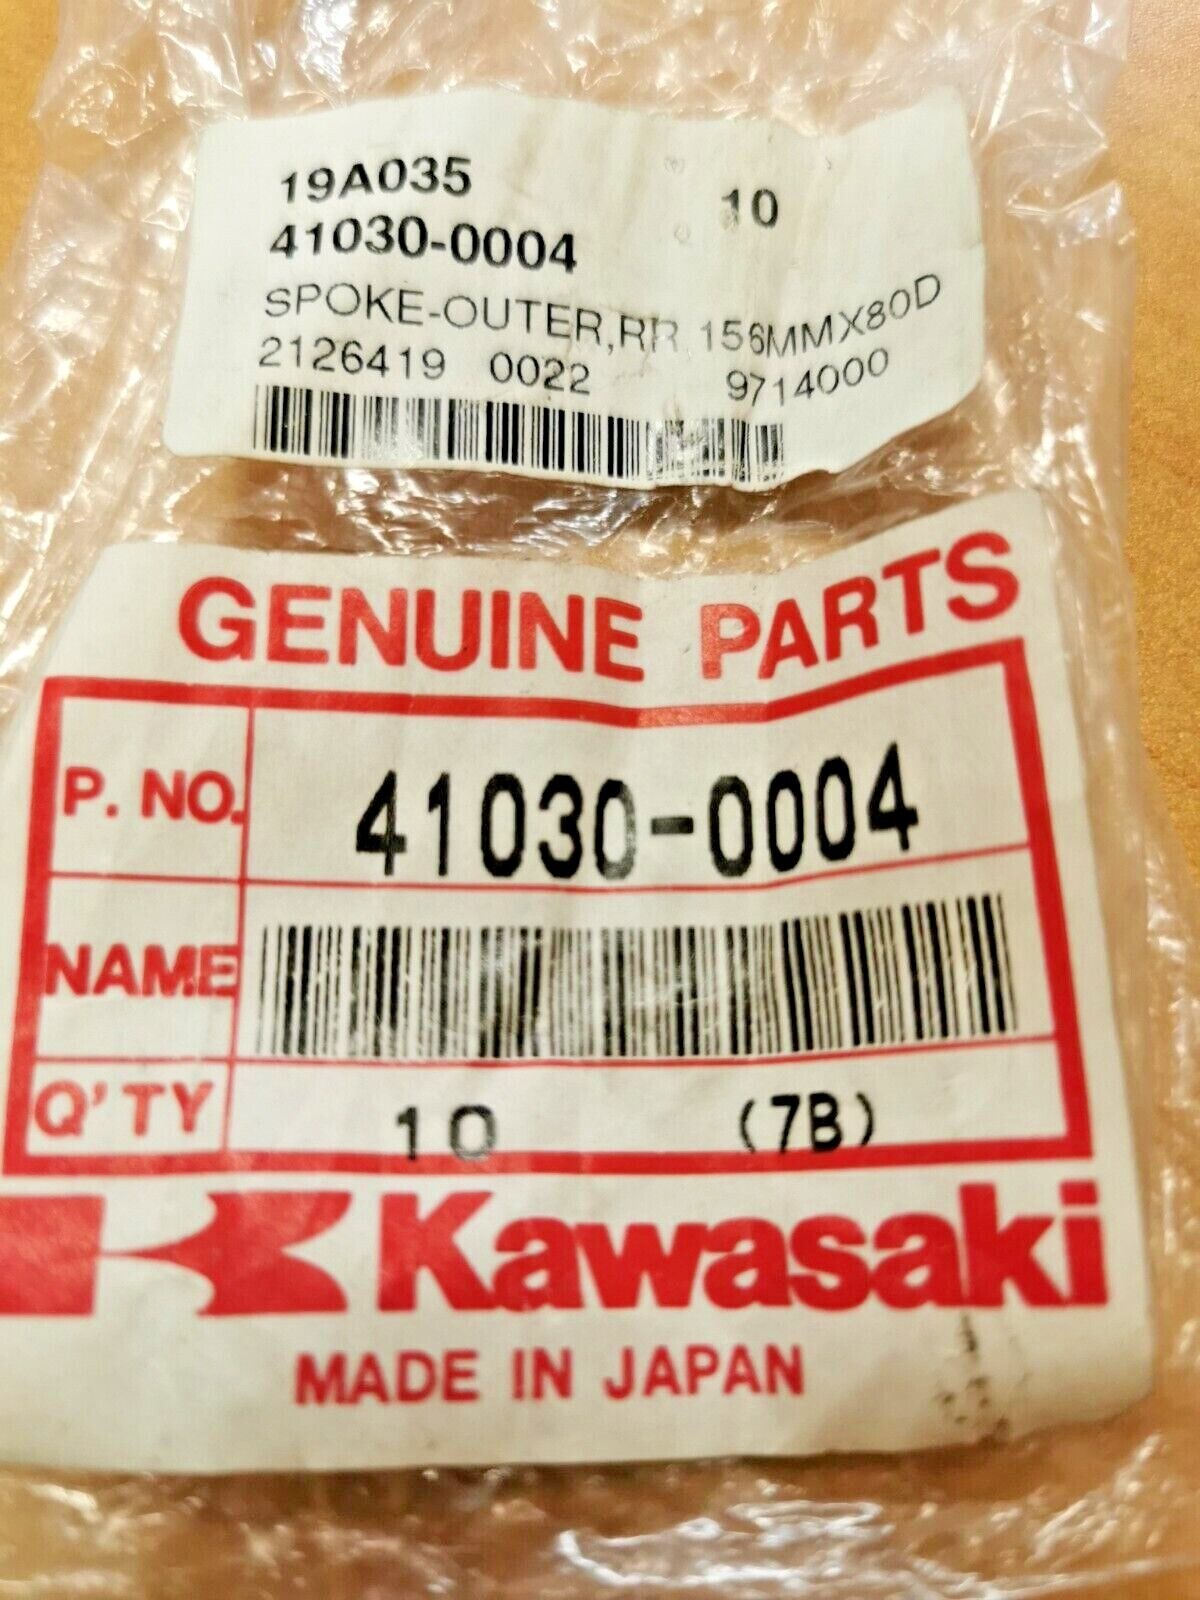 19A035 10
41030-0004
SPOKE-OUTER,RR 156MMX80D
2126419 0022 9714000
GENUINE PARTS
P. NO. 41030-0004
NAME
Q'TY 10 (7B)
Kawasaki
MADE IN JAPAN